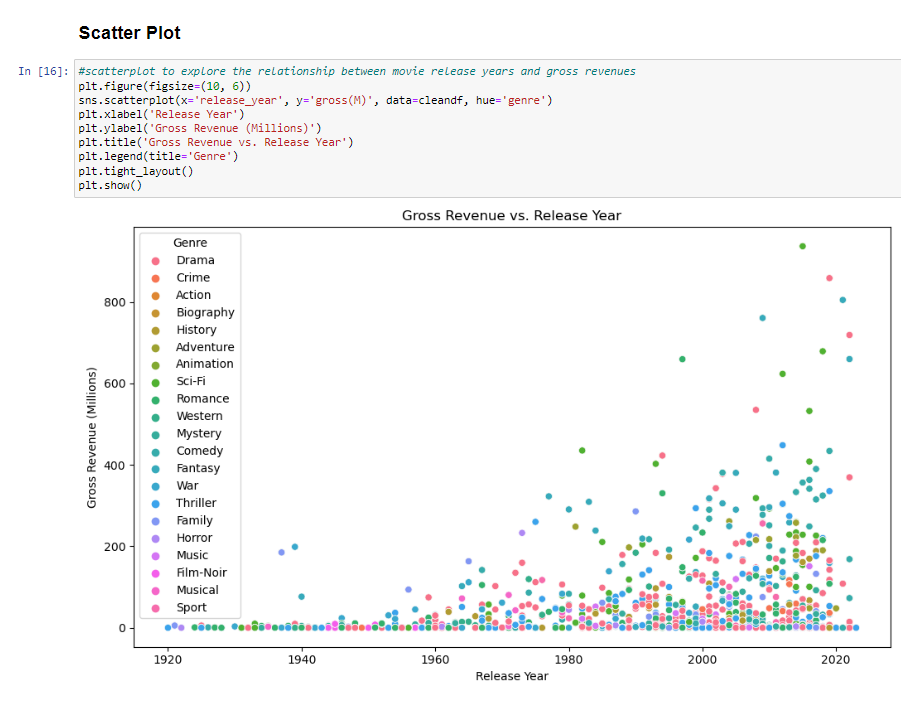 Scatter Plot
In [16]:
#scatterplot to explore the relationship between movie release years and gross revenues
plt.figure(figsize=(10, 6))
sns.scatterplot(x='release_year', y='gross(M)', data=cleandf, hue='genre')
plt.xlabel('Release Year')
plt.ylabel('Gross Revenue (Millions)')
plt.title('Gross Revenue vs. Release Year')
plt.legend(title='Genre')
plt.tight_layout()
plt.show()
Gross Revenue vs. Release Year
Genre
Drama
Crime
Action
Biography
History
Adventure
Animation
Sci-Fi
Romance
Western
Mystery
Comedy
Fantasy
War
Thriller
Family
Horror
Music
Film-Noir
Musical
Sport
Gross Revenue (Millions)
800
600
400
200
0
1920 1940 1960 1980 2000 2020
Release Year